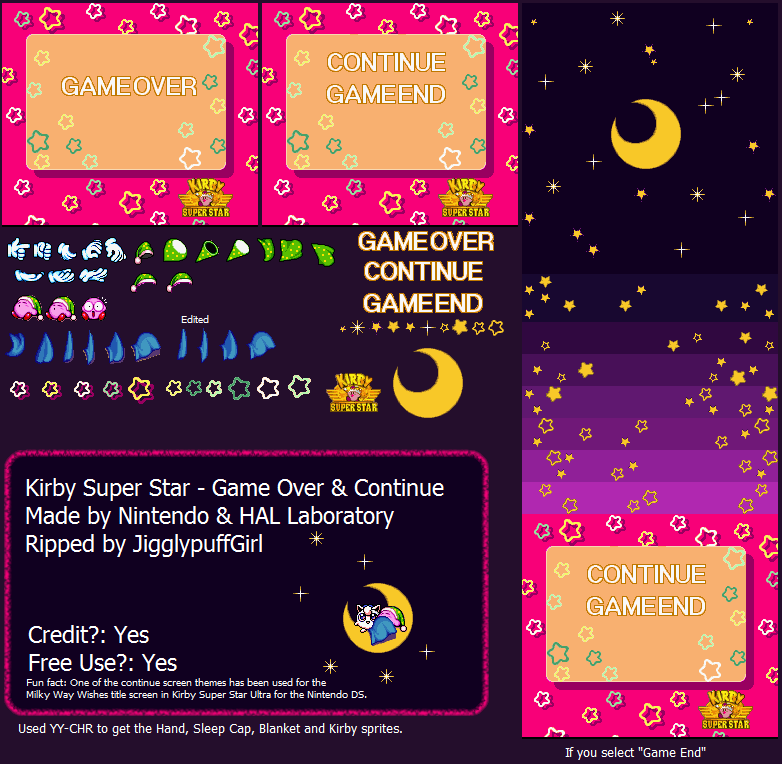 GAME OVER
KIRBY
SUPER STAR
CONTINUE
GAME END
KIRBY
SUPER STAR
GAME OVER
CONTINUE
GAME END
Edited
KIRBY
SUPER STAR
Kirby Super Star - Game Over & Continue
Made by Nintendo & HAL Laboratory
Ripped by JigglypuffGirl
Credit?: Yes
Free Use?: Yes
Fun fact: One of the continue screen themes has been used for the
Milky Way Wishes title screen in Kirby Super Star Ultra for the Nintendo DS.
Used YY-CHR to get the Hand, Sleep Cap, Blanket and Kirby sprites.
CONTINUE
GAME END
KIRBY
SUPER STAR
If you select "Game End"